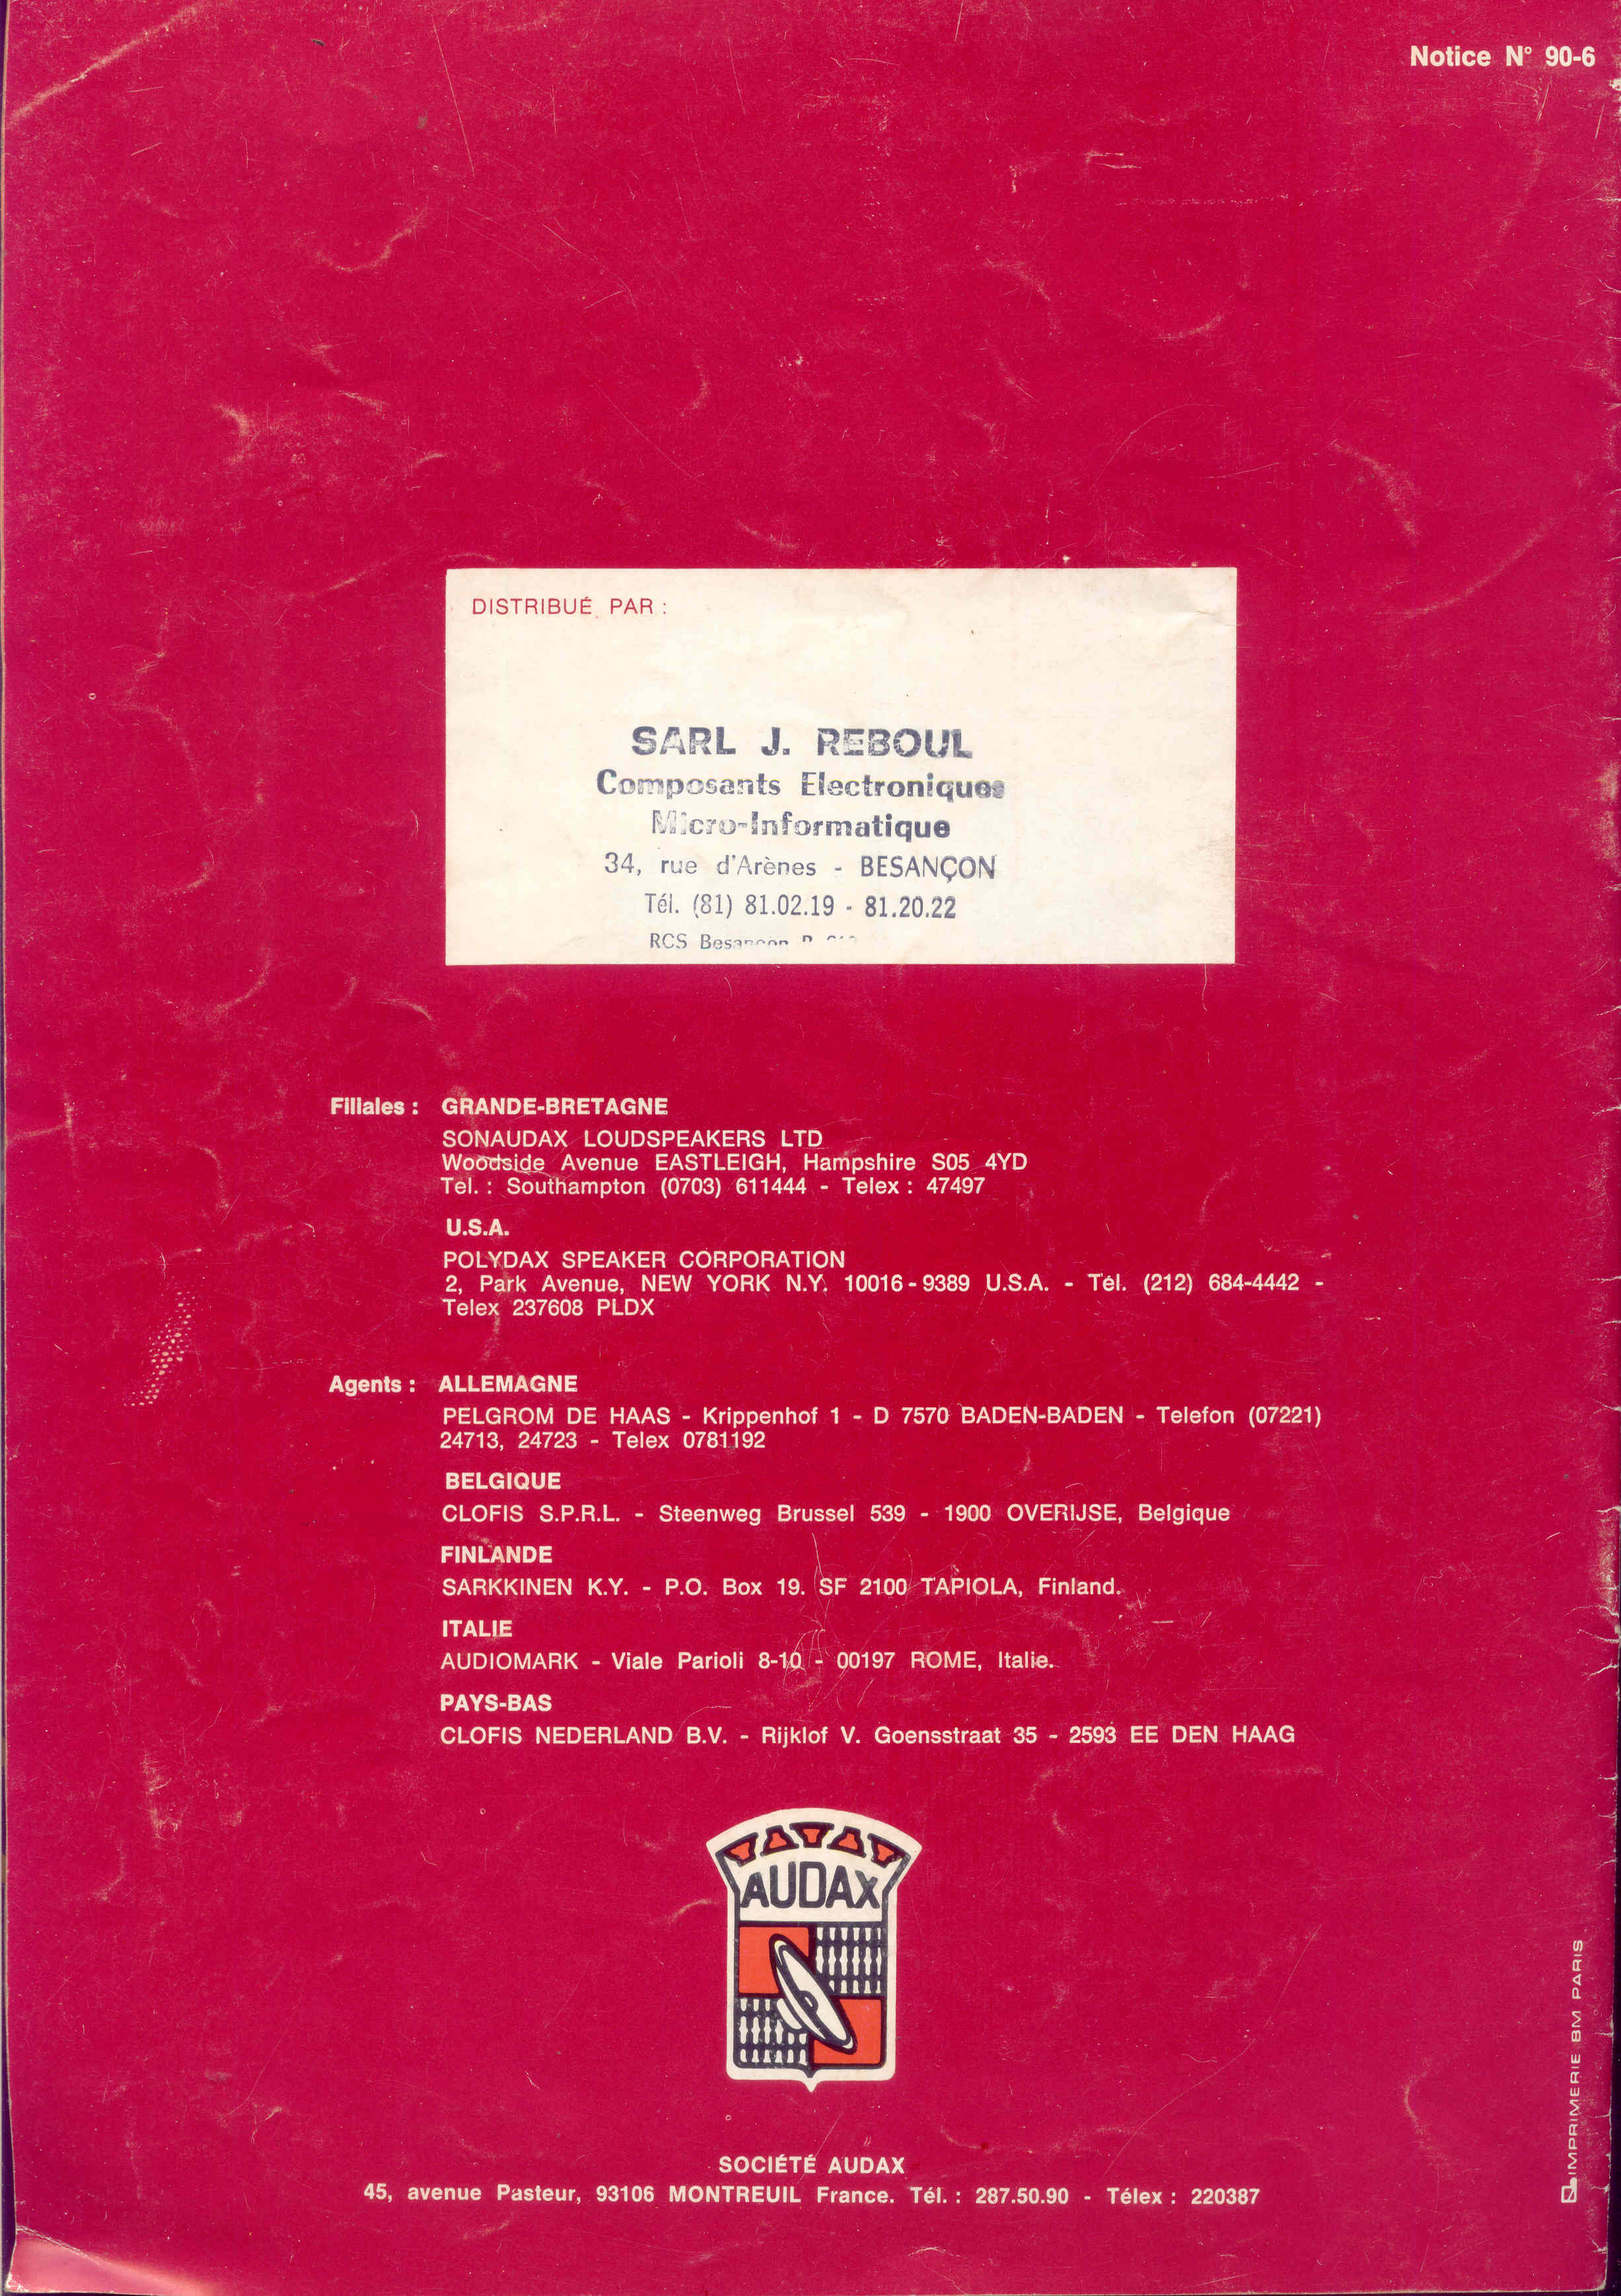 Notice N° 90-6
DISTRIBUÉ PAR :
SARL J. REBOUL
Composants Electroniques
Micro-Informatique
34, rue d'Arènes - BESANÇON
Tél. (81) 81.02.19 - 81.20.22
RCS Besançon
Filiales : GRANDE-BRETAGNE
SONAUDAX LOUDSPEAKERS LTD
Woodside Avenue EASTLEIGH, Hampshire S05 4YD
Tel. : Southampton (0703) 611444 - Telex : 47497
U.S.A.
POLYDAX SPEAKER CORPORATION
2, Park Avenue, NEW YORK N.Y. 10016-9389 U.S.A. - Tél. (212) 684-4442 -
Telex 237608 PLDX
Agents : ALLEMAGNE
PELGROM DE HAAS - Krippenhof 1 - D 7570 BADEN-BADEN - Telefon (07221)
24713, 24723 - Telex 0781192
BELGIQUE
CLOFIS S.P.R.L. - Steenweg Brussel 539 - 1900 OVERIJSE, Belgique
FINLANDE
SARKKINEN K.Y. - P.O. Box 19. SF 2100 TAPIOLA, Finland.
ITALIE
AUDIOMARK - Viale Parioli 8-10 - 00197 ROME, Italie.
PAYS-BAS
CLOFIS NEDERLAND B.V. - Rijklof V. Goensstraat 35 - 2593 EE DEN HAAG
AUDAX
SOCIÉTÉ AUDAX
45, avenue Pasteur, 93106 MONTREUIL France. Tél. : 287.50.90 - Télex : 220387
IMPRIMERIE BM PARIS